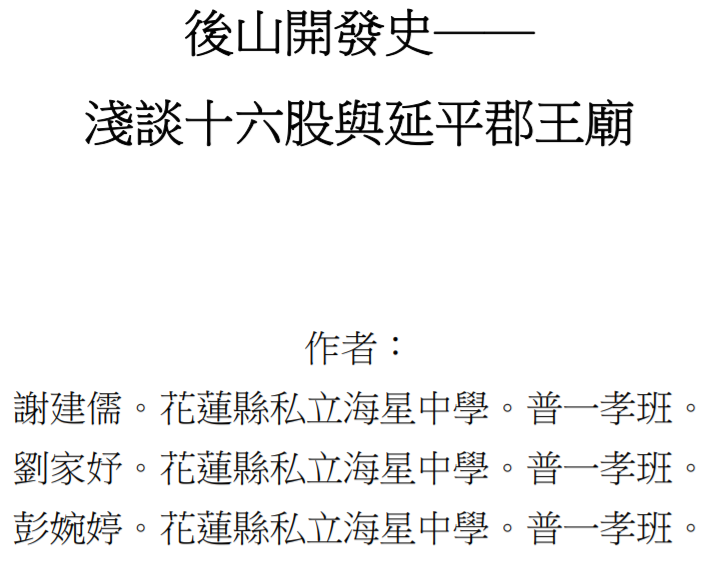 後山開發史——
淺談十六股與延平郡王廟
作者：
謝建儒。花蓮縣私立海星中學。普一孝班。
劉家妤。花蓮縣私立海星中學。普一孝班。
彭婉婷。花蓮縣私立海星中學。普一孝班。